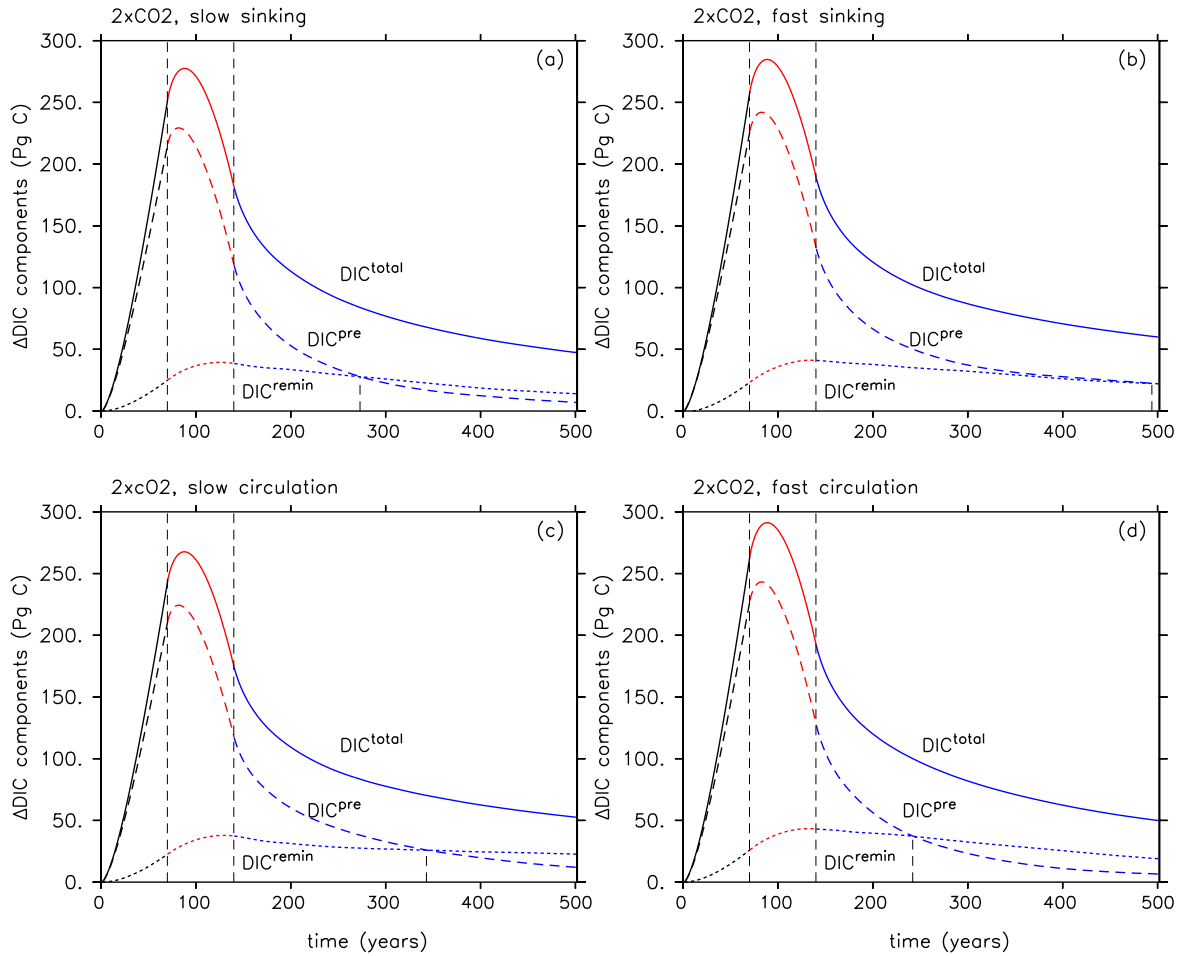 2xCO2, slow sinking
(a)
ΔDIC components (Pg C)
300.
250.
200.
150.
100.
50.
0.
DIC^total
DIC^pre
DIC^remin
0 100 200 300 400 500
2xCO2, fast sinking
(b)
ΔDIC components (Pg C)
300.
250.
200.
150.
100.
50.
0.
DIC^total
DIC^pre
DIC^remin
0 100 200 300 400 500
2xcO2, slow circulation
(c)
ΔDIC components (Pg C)
300.
250.
200.
150.
100.
50.
0.
DIC^total
DIC^pre
DIC^remin
0 100 200 300 400 500
time (years)
2xCO2, fast circulation
(d)
ΔDIC components (Pg C)
300.
250.
200.
150.
100.
50.
0.
DIC^total
DIC^pre
DIC^remin
0 100 200 300 400 500
time (years)